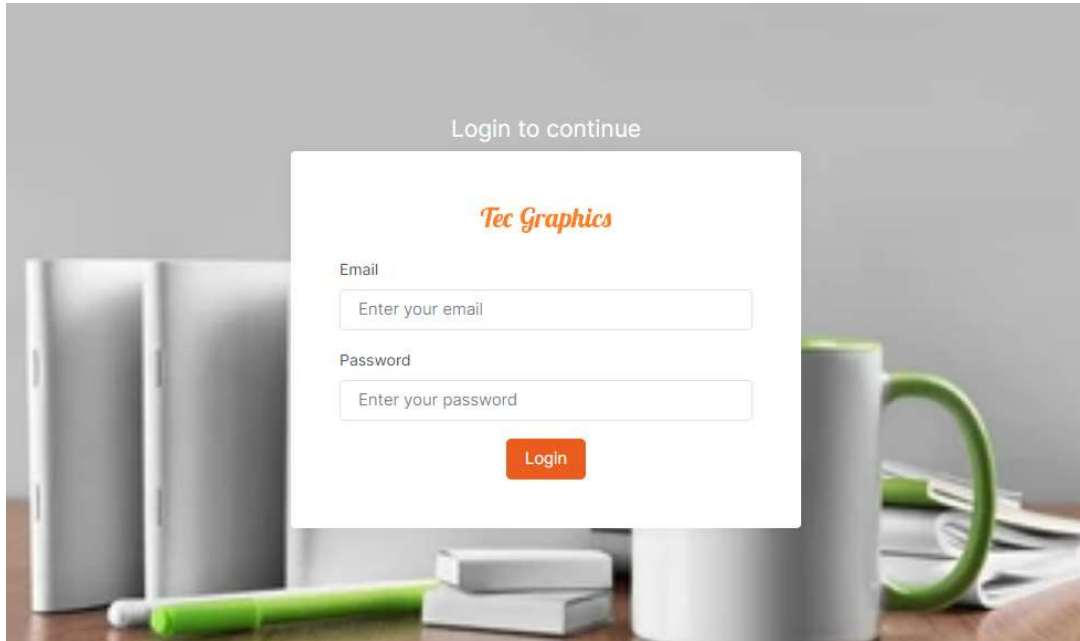 Login to continue
Tec Graphics
Email
Enter your email
Password
Enter your password
Login